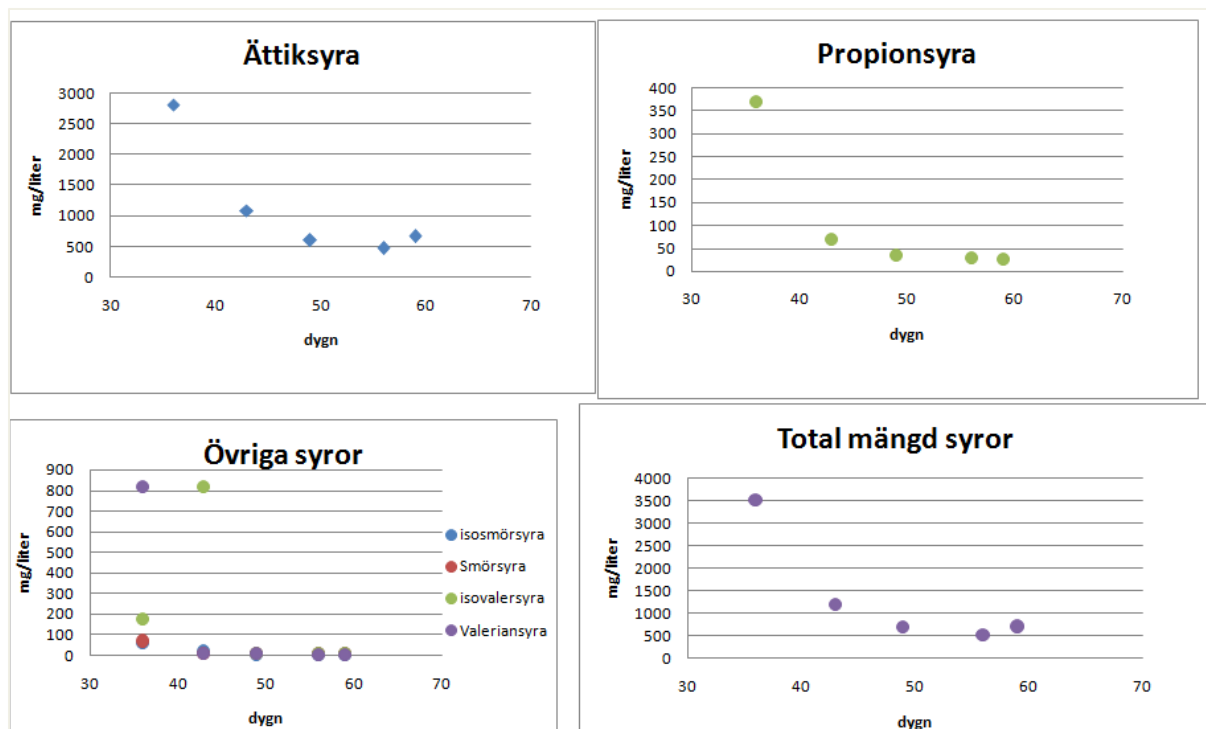 Ättiksyra
3000
2500
2000
1500
1000
500
0
mg/liter
30 40 50 60 70
dygn
Propionsyra
400
350
300
250
200
150
100
50
0
mg/liter
30 40 50 60 70
dygn
Övriga syror
900
800
700
600
500
400
300
200
100
0
mg/liter
30 40 50 60 70
dygn
isosmörsyra
Smörsyra
isovalersyra
Valeriansyra
Total mängd syror
4000
3500
3000
2500
2000
1500
1000
500
0
mg/liter
30 40 50 60 70
dygn